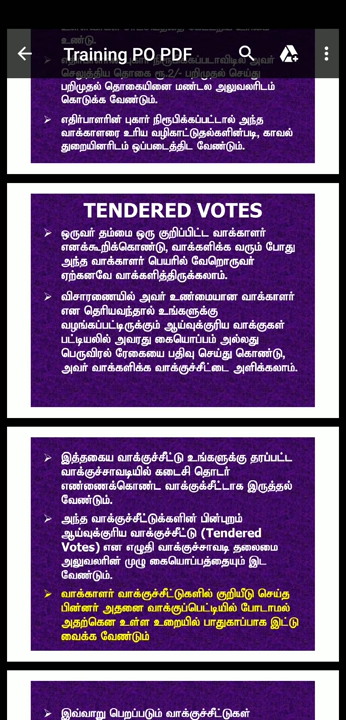 உண்டு.
Training PO PDF
செலுத்திய தொகை ரூ.2/- பறிமுதல் செய்து
பறிமுதல் தொகையினை மண்டல அலுவலரிடம்
கொடுக்க வேண்டும்.
➢ எதிர்பாளரின் புகார் நிரூபிக்கப்பட்டால் அந்த
வாக்காளரை உரிய வழிகாட்டுதல்களின்படி, காவல்
துறையினரிடம் ஒப்படைத்திட வேண்டும்.
TENDERED VOTES
➢ ஒருவர் தம்மை ஒரு குறிப்பிட்ட வாக்காளர்
எனக்கூறிக்கொண்டு, வாக்களிக்க வரும் போது
அந்த வாக்காளர் பெயரில் வேறொருவர்
ஏற்கனவே வாக்களித்திருக்கலாம்.
➢ விசாரணையில் அவர் உண்மையான வாக்காளர்
என தெரியவந்தால் உங்களுக்கு
வழங்கப்பட்டிருக்கும் ஆய்வுக்குரிய வாக்குகள்
பட்டியலில் அவரது கையொப்பம் அல்லது
பெருவிரல் ரேகையை பதிவு செய்து கொண்டு,
அவர் வாக்களிக்க வாக்குச்சீட்டை அளிக்கலாம்.
➢ இத்தகைய வாக்குச்சீட்டு உங்களுக்கு தரப்பட்ட
வாக்குச்சாவடியில் கடைசி தொடர்
எண்ணைக்கொண்ட வாக்குக்சீட்டாக இருத்தல்
வேண்டும்.
➢ அந்த வாக்குச்சீட்டுக்களின் பின்புறம்
ஆய்வுக்குரிய வாக்குச்சீட்டு (Tendered
Votes) என எழுதி வாக்குச்சாவடி தலைமை
அலுவலரின் முழு கையொப்பத்தையும் இட
வேண்டும்.
➢ வாக்காளர் வாக்குச்சீட்டுகளில் குறியீடு செய்த
பின்னர் அதனை வாக்குப்பெட்டியில் போடாமல்
அதற்கென உள்ள உறையில் பாதுகாப்பாக இட்டு
வைக்க வேண்டும்
➢ இவ்வாறு பெறப்படும் வாக்குச்சீட்டுகள்